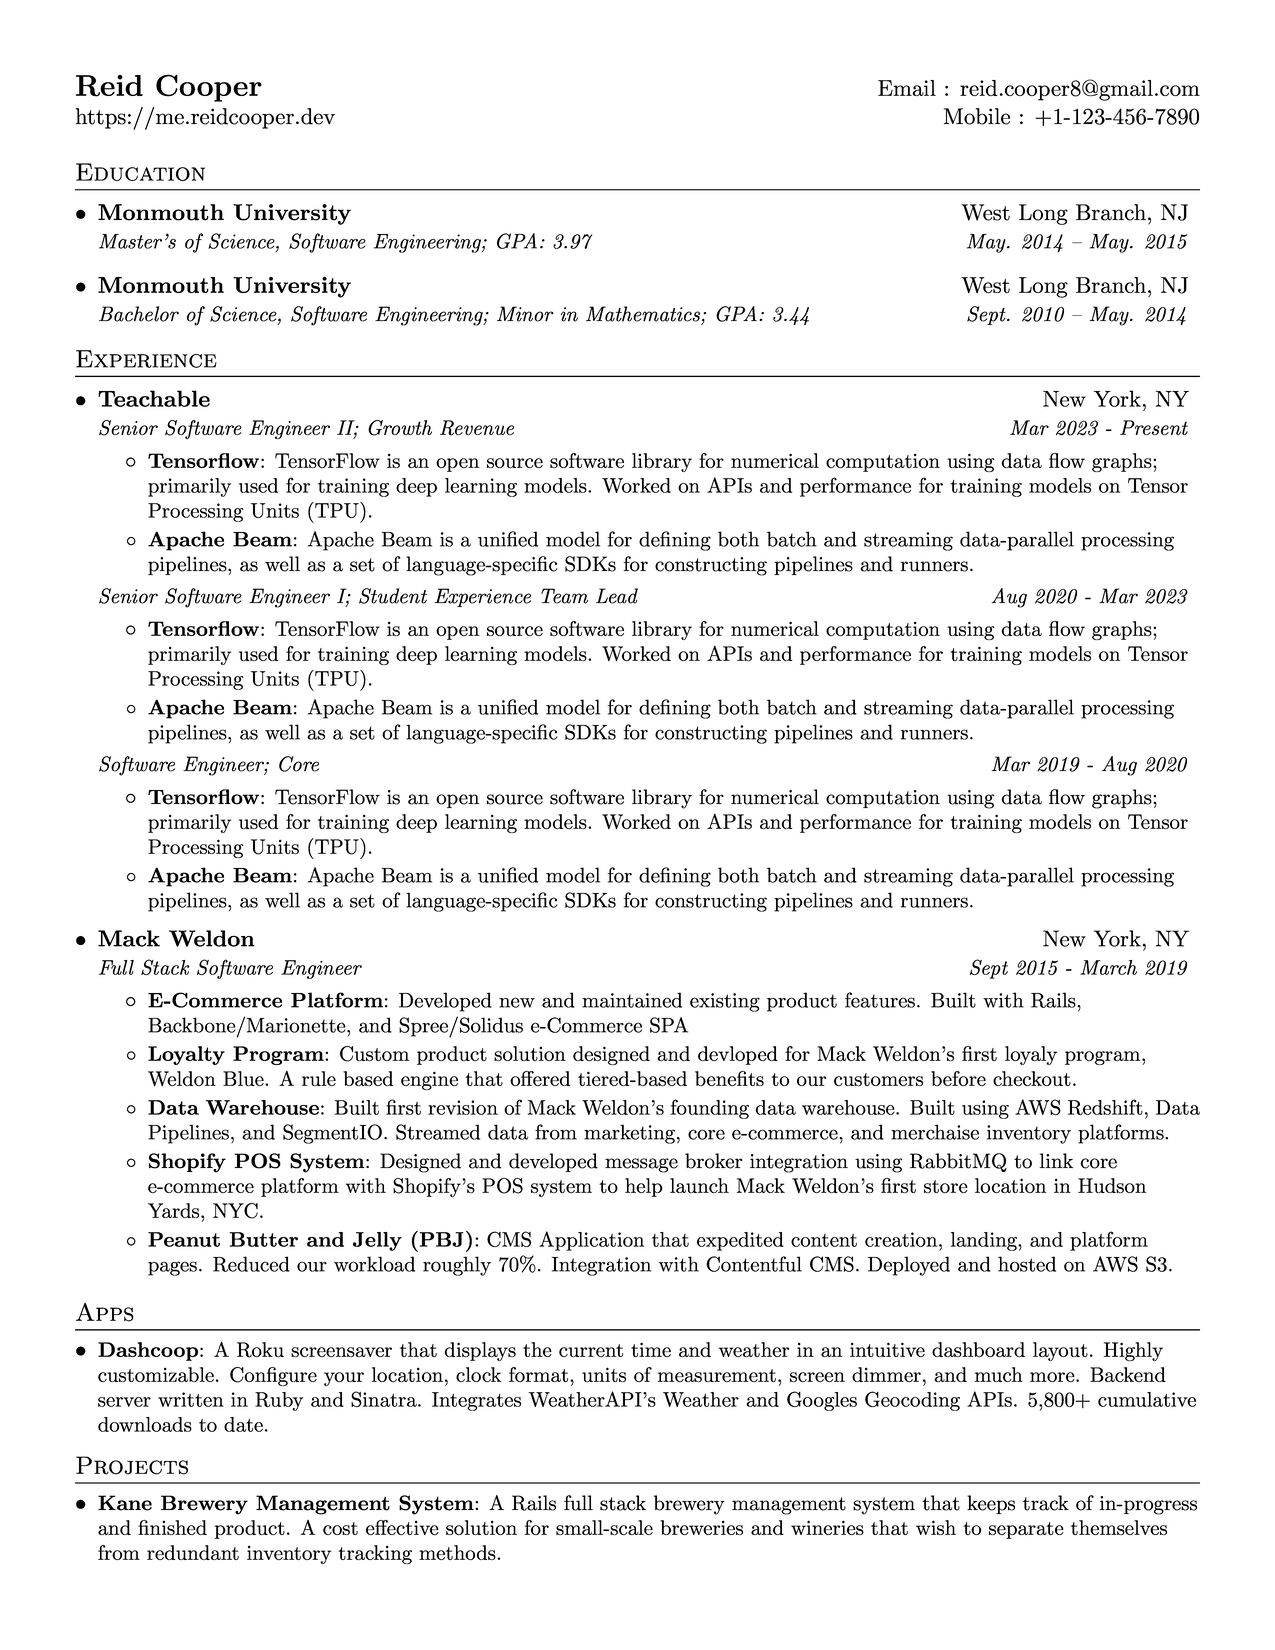 Reid Cooper
Email : reid.cooper8@gmail.com
https://me.reidcooper.dev
Mobile : +1-123-456-7890
Education
• Monmouth University
West Long Branch, NJ
Master's of Science, Software Engineering; GPA: 3.97
May. 2014 – May. 2015
• Monmouth University
West Long Branch, NJ
Bachelor of Science, Software Engineering; Minor in Mathematics; GPA: 3.44
Sept. 2010 – May. 2014
Experience
• Teachable
New York, NY
Senior Software Engineer II; Growth Revenue
Mar 2023 - Present
◦ Tensorflow: TensorFlow is an open source software library for numerical computation using data flow graphs;
primarily used for training deep learning models. Worked on APIs and performance for training models on Tensor
Processing Units (TPU).
◦ Apache Beam: Apache Beam is a unified model for defining both batch and streaming data-parallel processing
pipelines, as well as a set of language-specific SDKs for constructing pipelines and runners.
Senior Software Engineer I; Student Experience Team Lead
Aug 2020 - Mar 2023
◦ Tensorflow: TensorFlow is an open source software library for numerical computation using data flow graphs;
primarily used for training deep learning models. Worked on APIs and performance for training models on Tensor
Processing Units (TPU).
◦ Apache Beam: Apache Beam is a unified model for defining both batch and streaming data-parallel processing
pipelines, as well as a set of language-specific SDKs for constructing pipelines and runners.
Software Engineer; Core
Mar 2019 - Aug 2020
◦ Tensorflow: TensorFlow is an open source software library for numerical computation using data flow graphs;
primarily used for training deep learning models. Worked on APIs and performance for training models on Tensor
Processing Units (TPU).
◦ Apache Beam: Apache Beam is a unified model for defining both batch and streaming data-parallel processing
pipelines, as well as a set of language-specific SDKs for constructing pipelines and runners.
• Mack Weldon
New York, NY
Full Stack Software Engineer
Sept 2015 - March 2019
◦ E-Commerce Platform: Developed new and maintained existing product features. Built with Rails,
Backbone/Marionette, and Spree/Solidus e-Commerce SPA
◦ Loyalty Program: Custom product solution designed and devloped for Mack Weldon's first loyaly program,
Weldon Blue. A rule based engine that offered tiered-based benefits to our customers before checkout.
◦ Data Warehouse: Built first revision of Mack Weldon's founding data warehouse. Built using AWS Redshift, Data
Pipelines, and SegmentIO. Streamed data from marketing, core e-commerce, and merchaise inventory platforms.
◦ Shopify POS System: Designed and developed message broker integration using RabbitMQ to link core
e-commerce platform with Shopify's POS system to help launch Mack Weldon's first store location in Hudson
Yards, NYC.
◦ Peanut Butter and Jelly (PBJ): CMS Application that expedited content creation, landing, and platform
pages. Reduced our workload roughly 70%. Integration with Contentful CMS. Deployed and hosted on AWS S3.
Apps
• Dashcoop: A Roku screensaver that displays the current time and weather in an intuitive dashboard layout. Highly
customizable. Configure your location, clock format, units of measurement, screen dimmer, and much more. Backend
server written in Ruby and Sinatra. Integrates WeatherAPI's Weather and Googles Geocoding APIs. 5,800+ cumulative
downloads to date.
Projects
• Kane Brewery Management System: A Rails full stack brewery management system that keeps track of in-progress
and finished product. A cost effective solution for small-scale breweries and wineries that wish to separate themselves
from redundant inventory tracking methods.